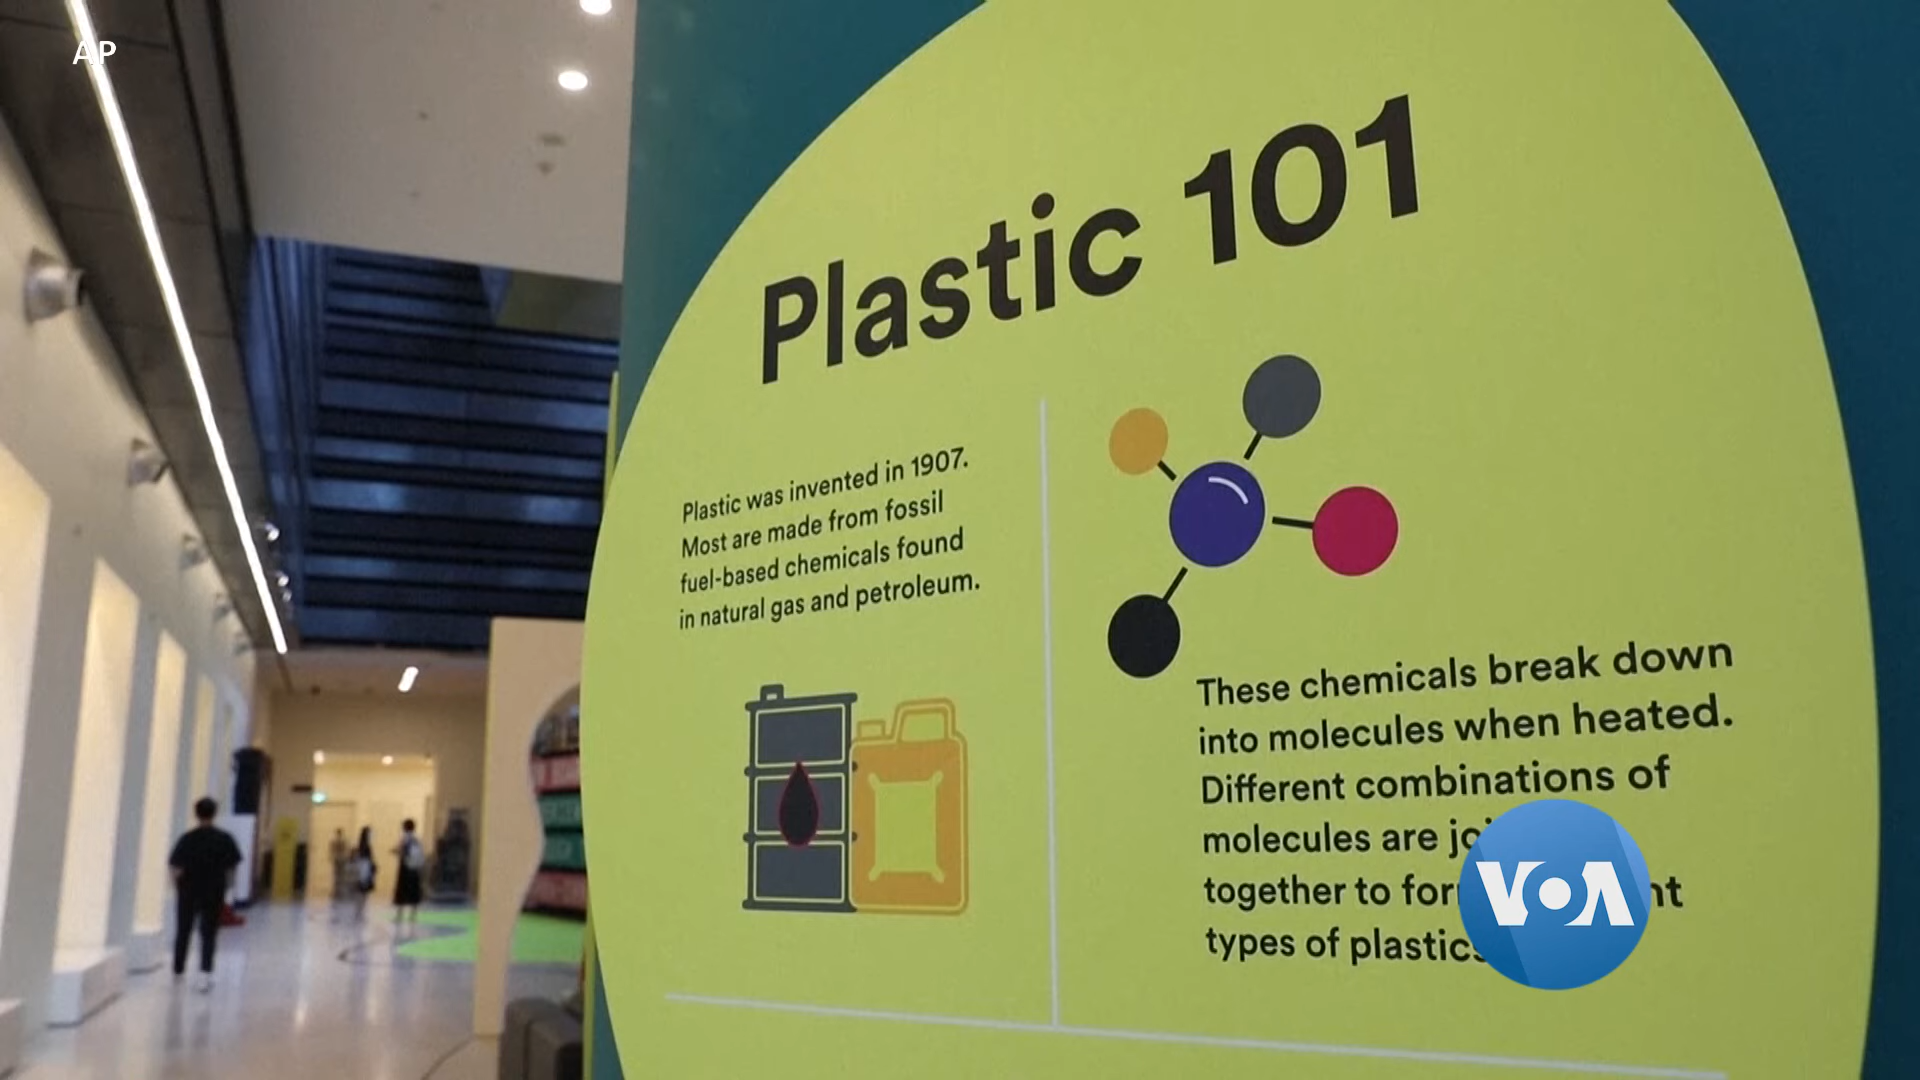 AP
Plastic 101
Plastic was invented in 1907.
Most are made from fossil
fuel-based chemicals found
in natural gas and petroleum.
These chemicals break down
into molecules when heated.
Different combinations of
molecules are
together to
types of plastics
VOA